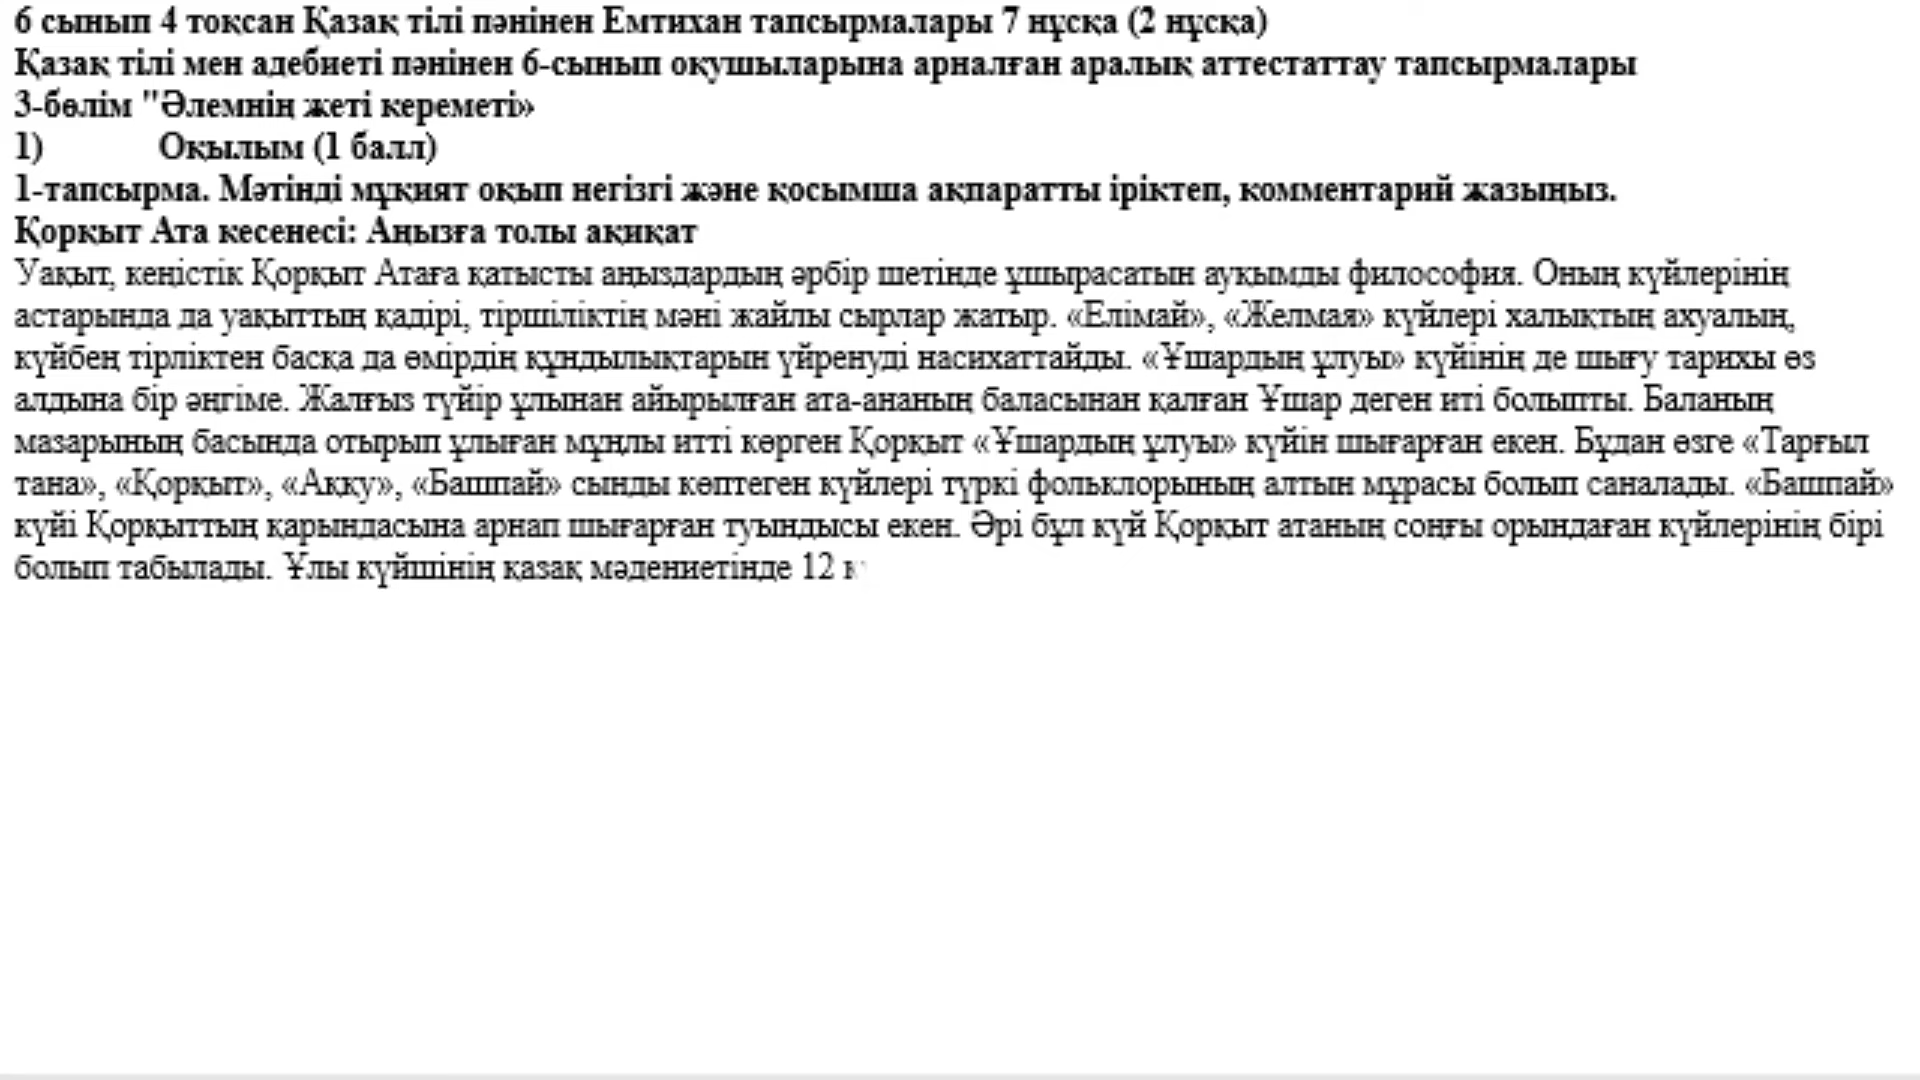 6 сынып 4 тоқсан Қазақ тілі пәнінен Емтихан тапсырмалары 7 нұсқа (2 нұсқа)
Қазақ тілі мен адебиеті пәнінен 6-сынып оқушыларына арналған аралық аттестаттау тапсырмалары
3-бөлім "Әлемнің жеті кереметі»
1) Оқылым (1 балл)
1-тапсырма. Мәтінді мұқият оқып негізгі және қосымша ақпаратты іріктеп, комментарий жазыңыз.
Қорқыт Ата кесенесі: Аңызға толы ақиқат
Уақыт, кеңістік Қорқыт Атаға қатысты аңыздардың әрбір шетінде ұшырасатын ауқымды философия. Оның күйлерінің
астарында да уақыттың қадірі, тіршіліктің мәні жайлы сырлар жатыр. «Елімай», «Желмая» күйлері халықтың ахуалың,
күйбең тірліктен басқа да өмірдің құндылықтарын үйренуді насихаттайды. «Ұшардың ұлуы» күйінің де шығу тарихы өз
алдына бір әңгіме. Жалғыз түйір ұлынан айырылған ата-ананың баласынан қалған Ұшар деген иті болыпты. Баланың
мазарының басында отырып ұлыған мұңлы итті көрген Қорқыт «Ұшардың ұлуы» күйін шығарған екен. Бұдан өзге «Тарғыл
тана», «Қорқыт», «Аққу», «Башпай» сынды көптеген күйлері түркі фольклорының алтын мұрасы болып саналады. «Башпай»
күйі Қорқыттың қарындасына арнап шығарған туындысы екен. Әрі бұл күй Қорқыт атаның соңғы орындаған күйлерінің бірі
болып табылады. Ұлы күйшінің қазақ мәдениетінде 12 к